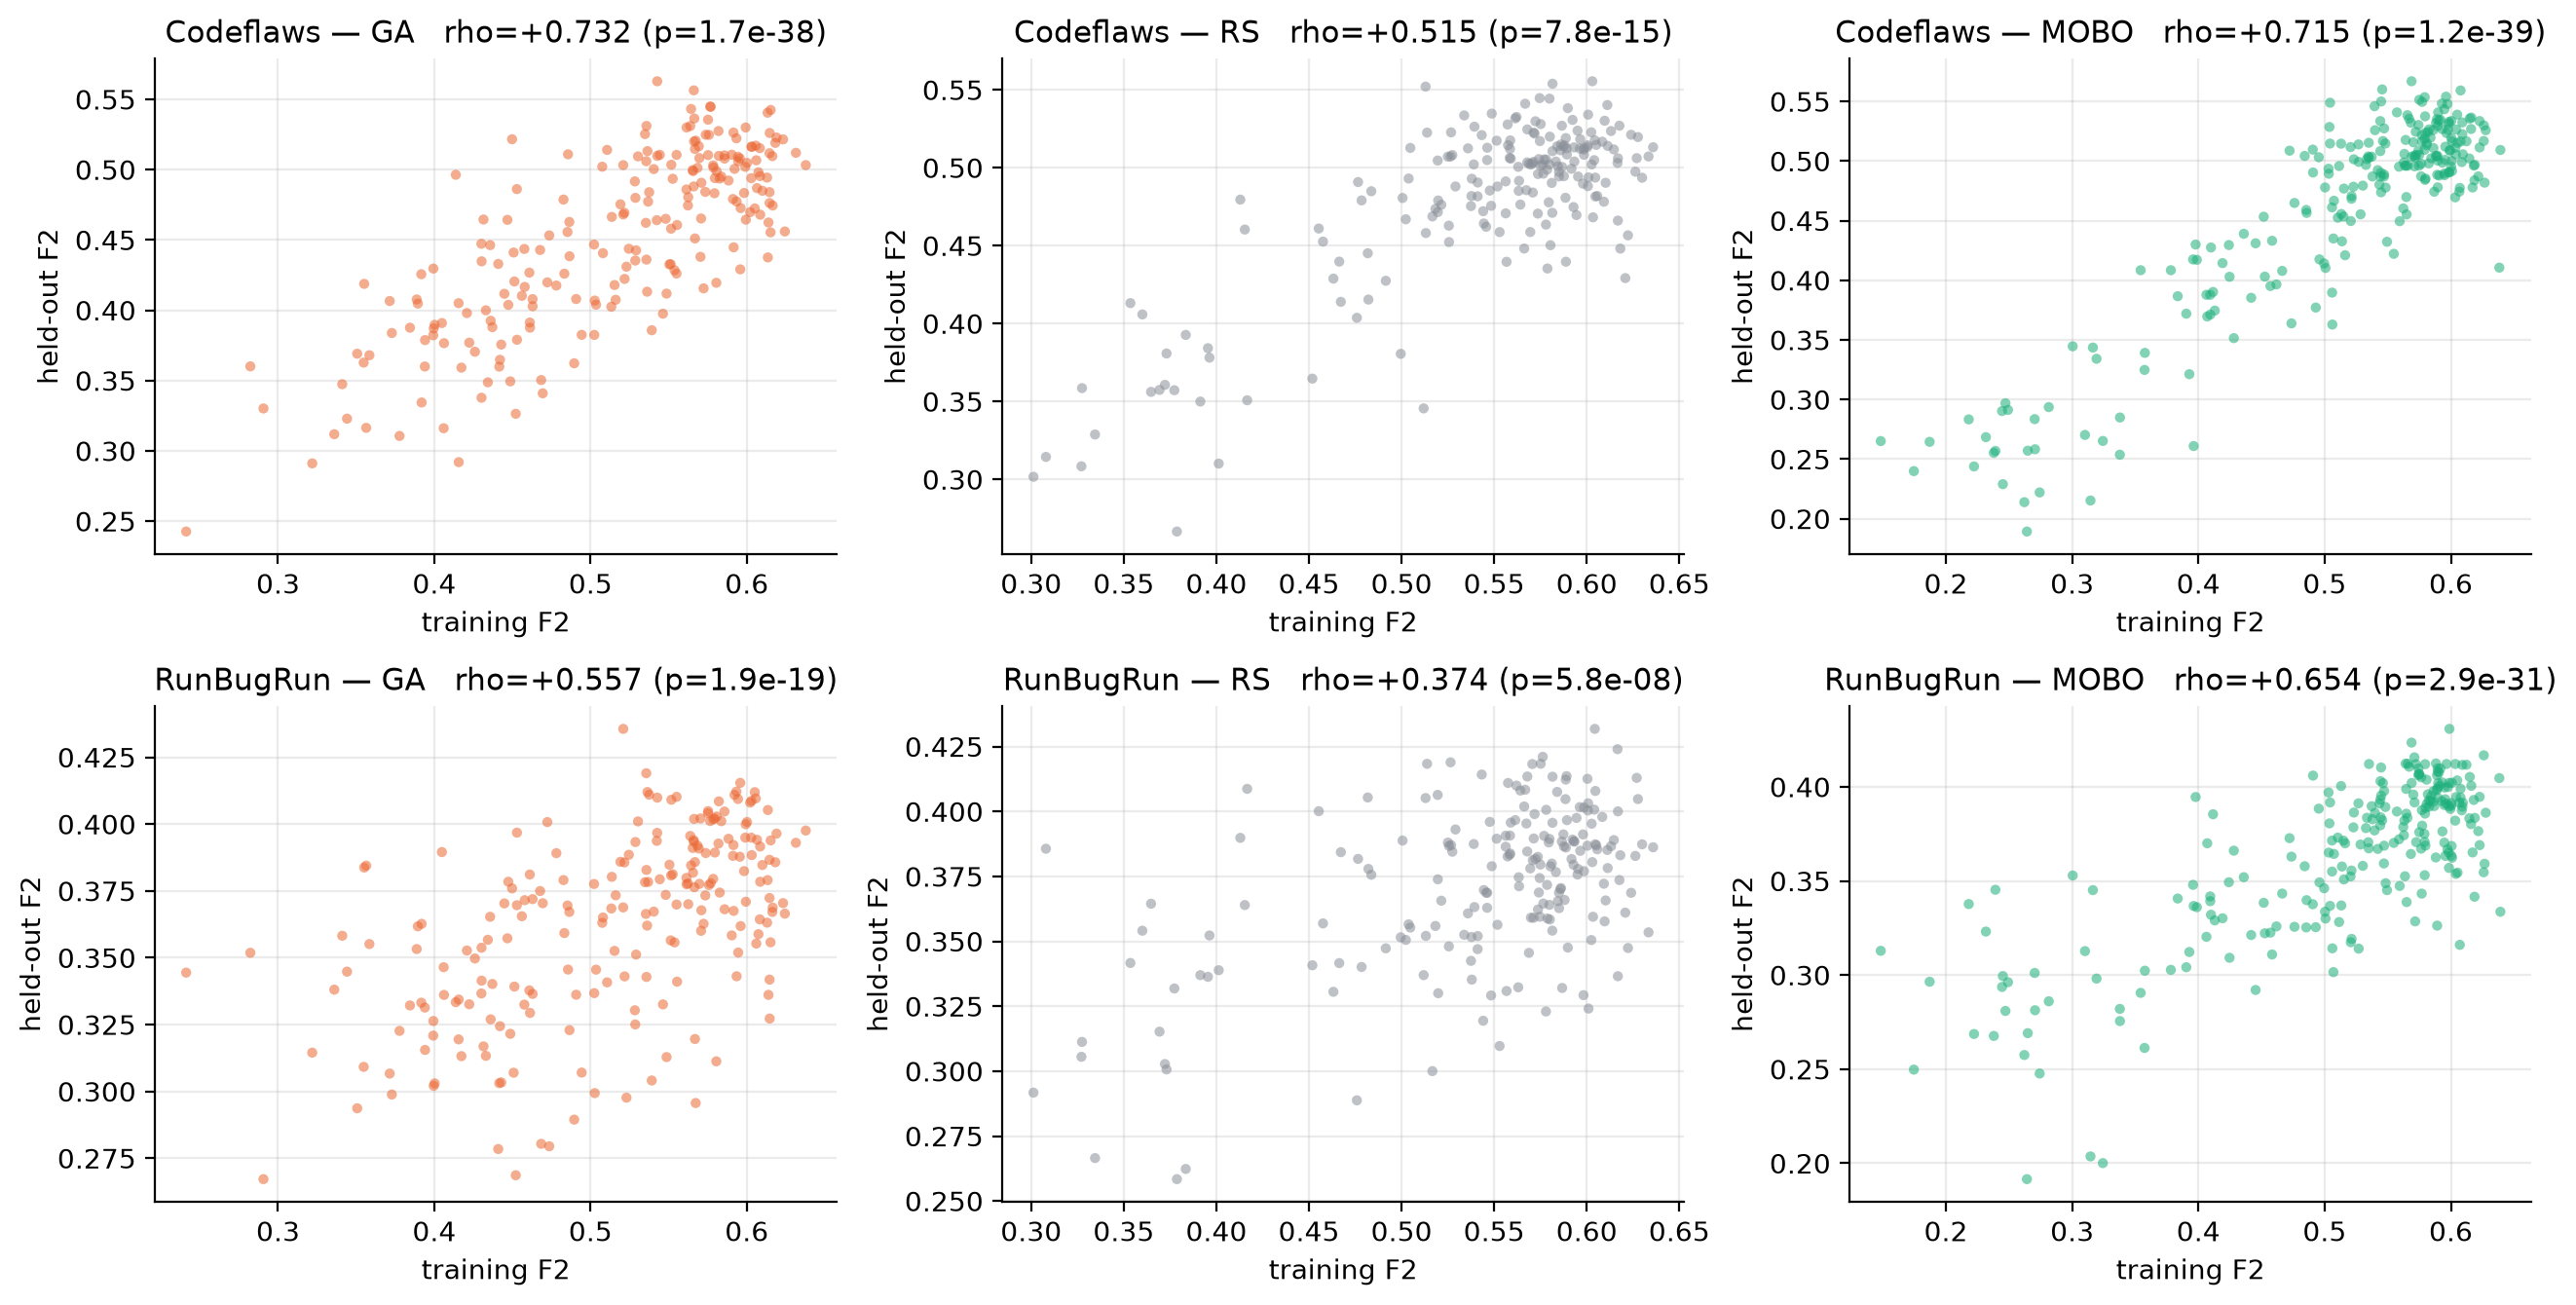 Codeflaws — GA   rho=+0.732 (p=1.7e-38)
0.55
0.50
0.45
0.40
0.35
0.30
0.25
held-out F2
0.3 0.4 0.5 0.6
training F2
Codeflaws — RS   rho=+0.515 (p=7.8e-15)
0.55
0.50
0.45
0.40
0.35
0.30
held-out F2
0.30 0.35 0.40 0.45 0.50 0.55 0.60 0.65
training F2
Codeflaws — MOBO   rho=+0.715 (p=1.2e-39)
0.55
0.50
0.45
0.40
0.35
0.30
0.25
0.20
held-out F2
0.2 0.3 0.4 0.5 0.6
training F2
RunBugRun — GA   rho=+0.557 (p=1.9e-19)
0.425
0.400
0.375
0.350
0.325
0.300
0.275
held-out F2
0.3 0.4 0.5 0.6
training F2
RunBugRun — RS   rho=+0.374 (p=5.8e-08)
0.425
0.400
0.375
0.350
0.325
0.300
0.275
0.250
held-out F2
0.30 0.35 0.40 0.45 0.50 0.55 0.60 0.65
training F2
RunBugRun — MOBO   rho=+0.654 (p=2.9e-31)
0.40
0.35
0.30
0.25
0.20
held-out F2
0.2 0.3 0.4 0.5 0.6
training F2